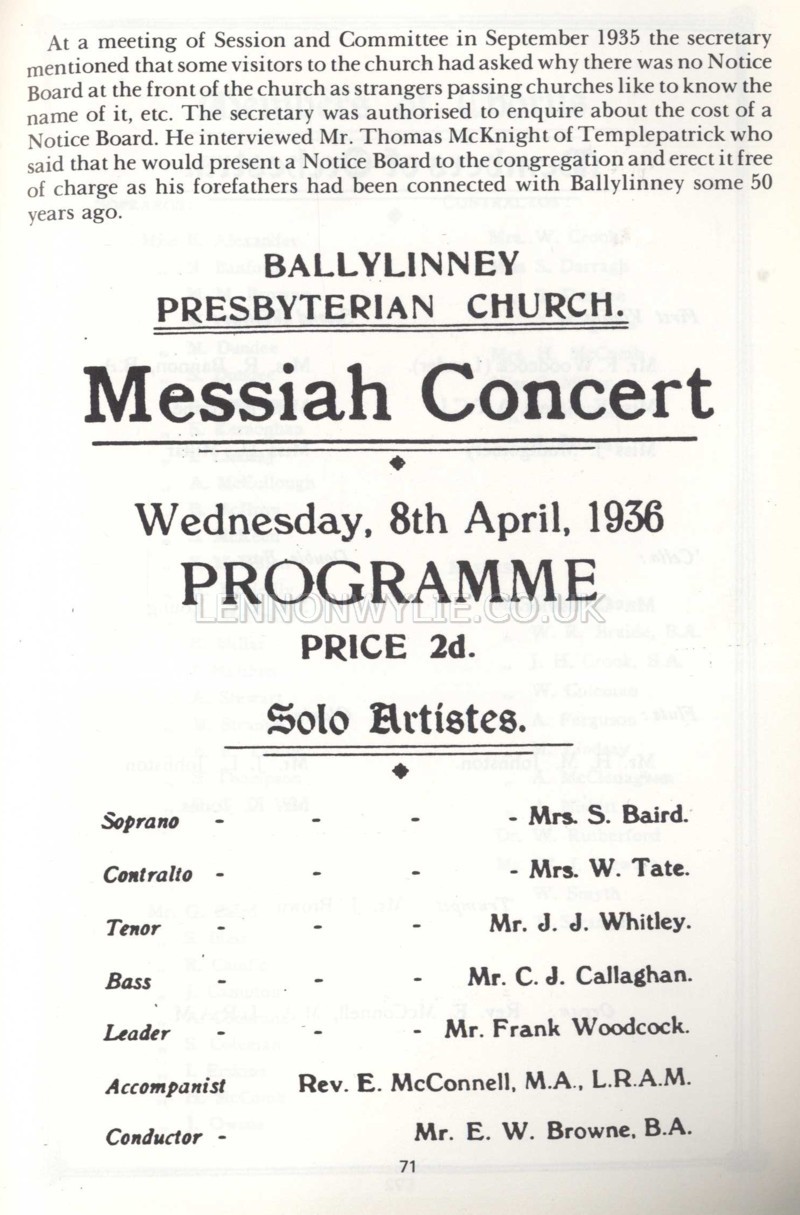 At a meeting of Session and Committee in September 1935 the secretary
mentioned that some visitors to the church had asked why there was no Notice
Board at the front of the church as strangers passing churches like to know the
name of it, etc. The secretary was authorised to enquire about the cost of a
Notice Board. He interviewed Mr. Thomas McKnight of Templepatrick who
said that he would present a Notice Board to the congregation and erect it free
of charge as his forefathers had been connected with Ballylinney some 50
years ago.
BALLYLINNEY
PRESBYTERIAN CHURCH.
Messiah Concert
Wednesday, 8th April, 1936
PROGRAMME
LENNONWYLIE.CO.UK
PRICE 2d.
Solo Artistes.
Soprano - - - - Mrs. S. Baird.
Contralto - - - - Mrs. W. Tate.
Tenor - - - Mr. J. J. Whitley.
Bass - - - Mr. C. J. Callaghan.
Leader - - - Mr. Frank Woodcock.
Accompanist Rev. E. McConnell, M.A., L.R.A.M.
Conductor - Mr. E. W. Browne, B.A.
71